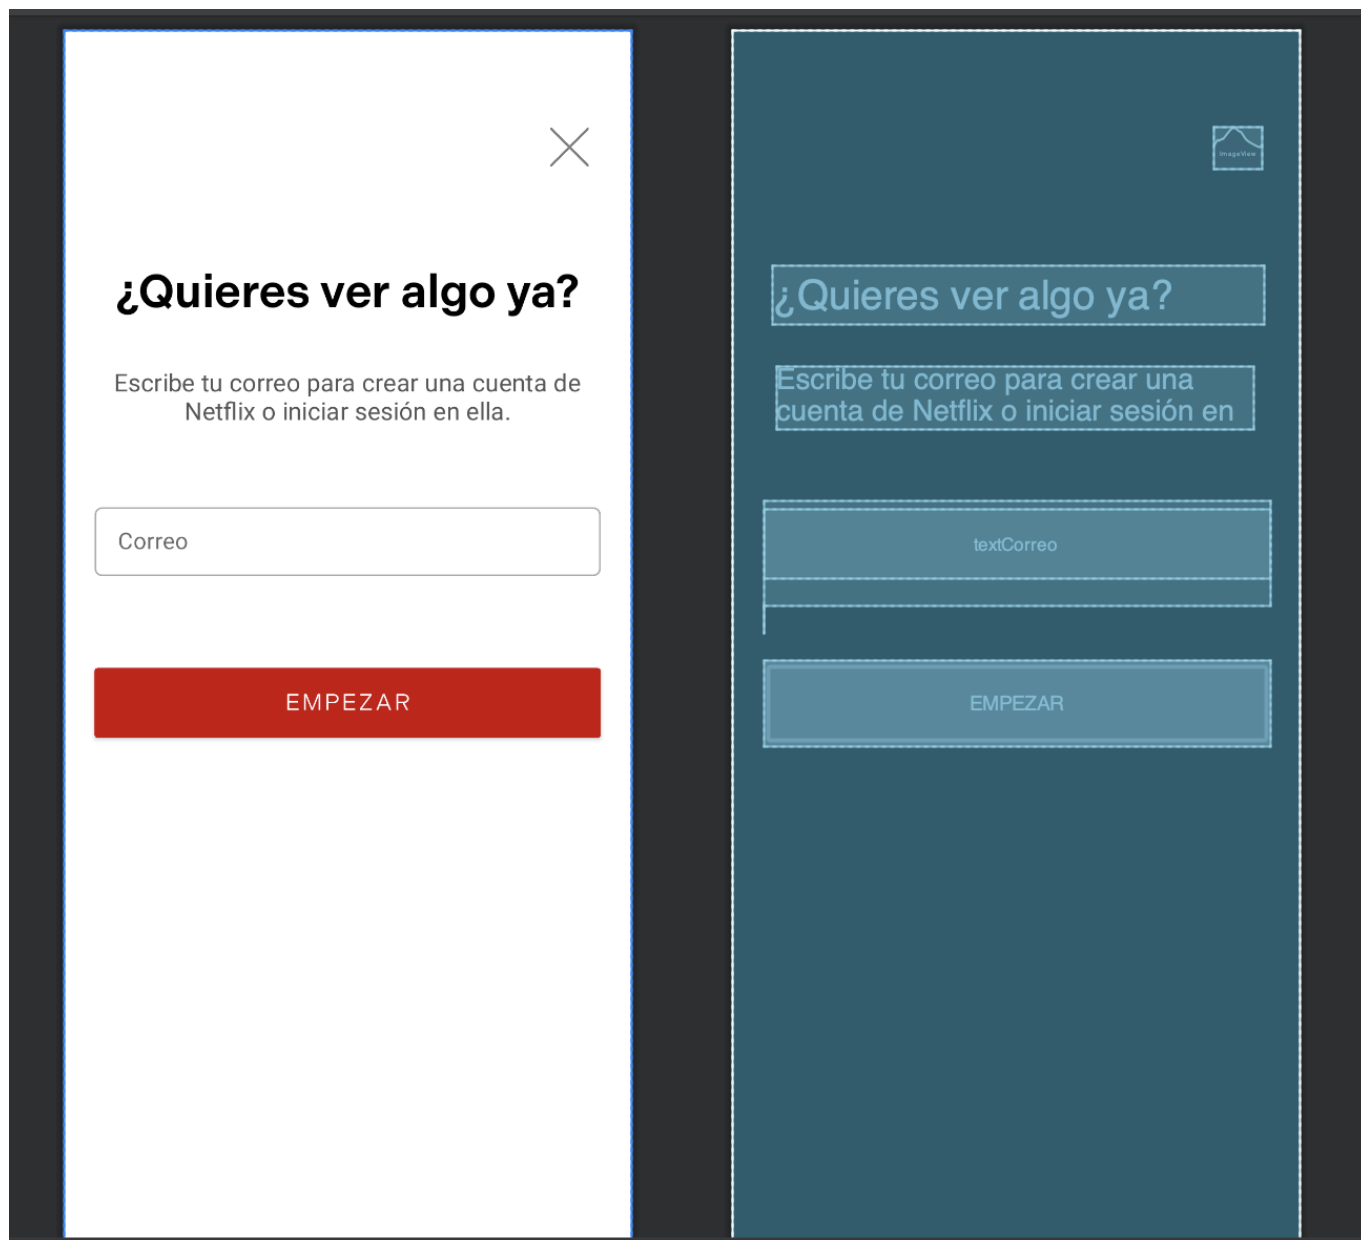 ¿Quieres ver algo ya?
Escribe tu correo para crear una cuenta de
Netflix o iniciar sesión en ella.
Correo
EMPEZAR
ImageView
¿Quieres ver algo ya?
Escribe tu correo para crear una
cuenta de Netflix o iniciar sesión en
textCorreo
EMPEZAR